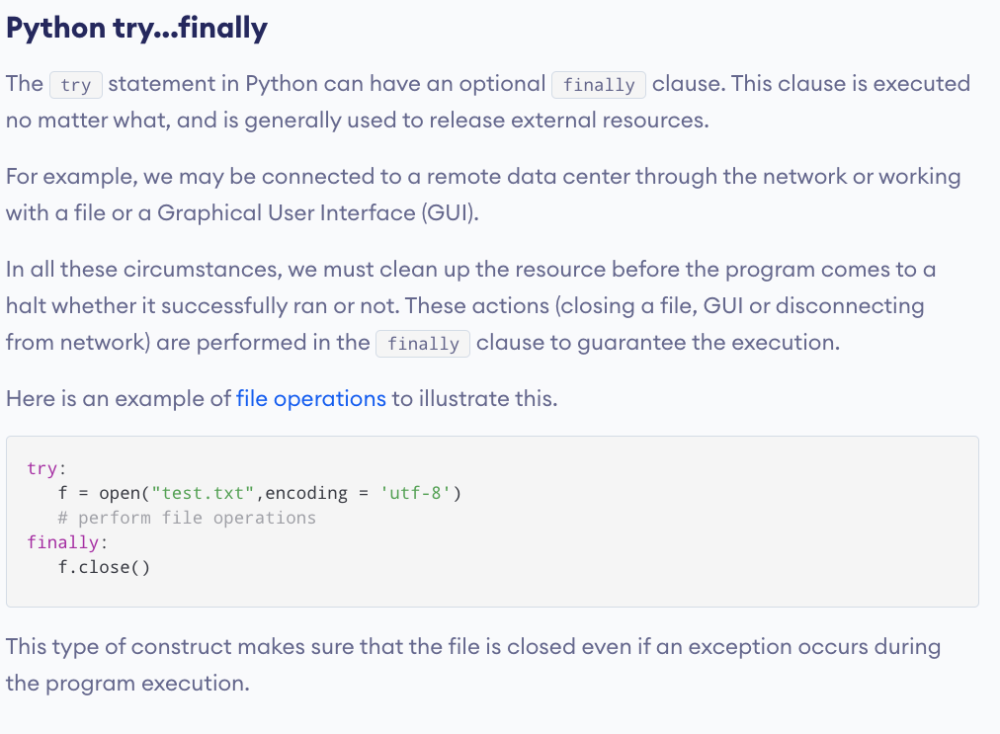 Python try...finally
The try statement in Python can have an optional finally clause. This clause is executed
no matter what, and is generally used to release external resources.
For example, we may be connected to a remote data center through the network or working
with a file or a Graphical User Interface (GUI).
In all these circumstances, we must clean up the resource before the program comes to a
halt whether it successfully ran or not. These actions (closing a file, GUI or disconnecting
from network) are performed in the finally clause to guarantee the execution.
Here is an example of file operations to illustrate this.
try:
   f = open("test.txt",encoding = 'utf-8')
   # perform file operations
finally:
   f.close()
This type of construct makes sure that the file is closed even if an exception occurs during
the program execution.